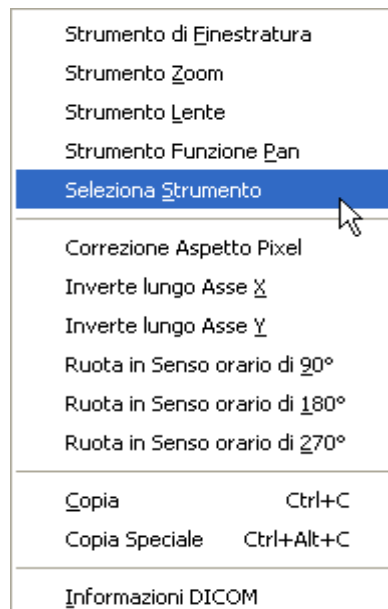 Strumento di Finestratura
Strumento Zoom
Strumento Lente
Strumento Funzione Pan
Seleziona Strumento
Correzione Aspetto Pixel
Inverte lungo Asse X
Inverte lungo Asse Y
Ruota in Senso orario di 90°
Ruota in Senso orario di 180°
Ruota in Senso orario di 270°
Copia Ctrl+C
Copia Speciale Ctrl+Alt+C
Informazioni DICOM